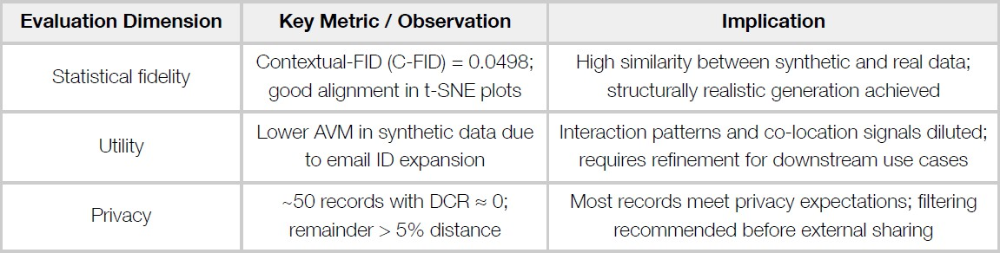 Evaluation Dimension
Key Metric / Observation
Implication
Statistical fidelity
Contextual-FID (C-FID) = 0.0498;
good alignment in t-SNE plots
High similarity between synthetic and real data;
structurally realistic generation achieved
Utility
Lower AVM in synthetic data due
to email ID expansion
Interaction patterns and co-location signals diluted;
requires refinement for downstream use cases
Privacy
~50 records with DCR ≈ 0;
remainder > 5% distance
Most records meet privacy expectations; filtering
recommended before external sharing